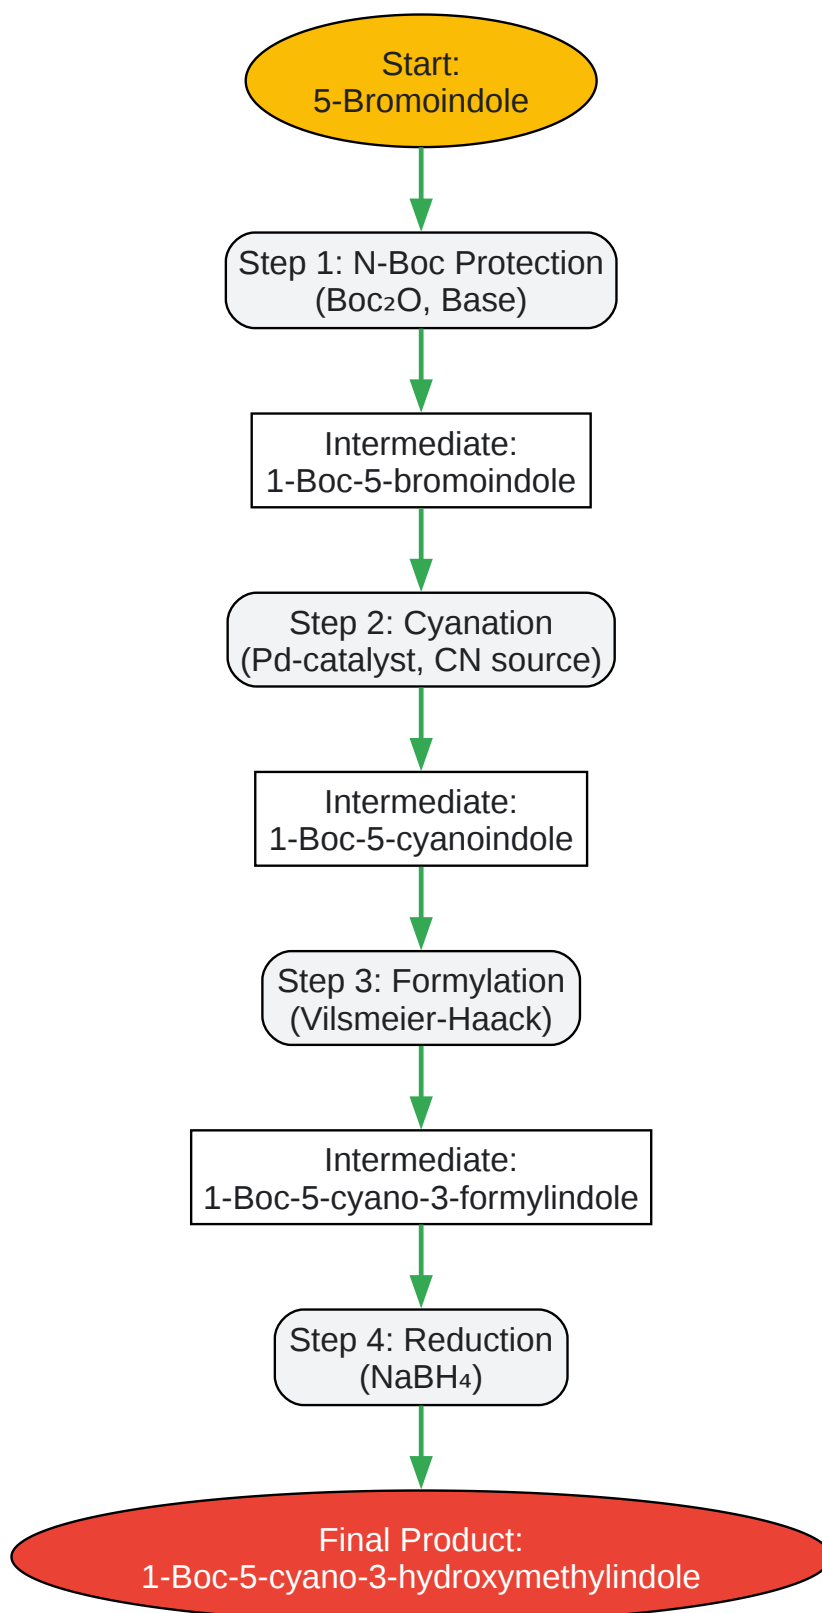 Start:
5-Bromoindole
Step 1: N-Boc Protection
(Boc₂O, Base)
Intermediate:
1-Boc-5-bromoindole
Step 2: Cyanation
(Pd-catalyst, CN source)
Intermediate:
1-Boc-5-cyanoindole
Step 3: Formylation
(Vilsmeier-Haack)
Intermediate:
1-Boc-5-cyano-3-formylindole
Step 4: Reduction
(NaBH₄)
Final Product:
1-Boc-5-cyano-3-hydroxymethylindole